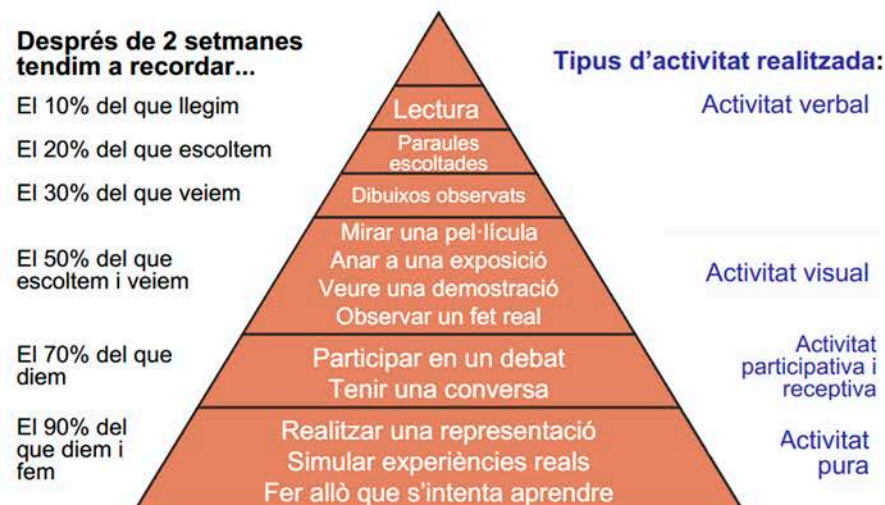 Després de 2 setmanes
tendim a recordar...
Tipus d'activitat realitzada:
El 10% del que llegim
Lectura
Activitat verbal
El 20% del que escoltem
Paraules
escoltades
El 30% del que veiem
Dibuixos observats
El 50% del que
escoltem i veiem
Mirar una pel·lícula
Anar a una exposició
Veure una demostració
Observar un fet real
Activitat visual
El 70% del que
diem
Participar en un debat
Tenir una conversa
Activitat
participativa i
receptiva
El 90% del
que diem i
fem
Realitzar una representació
Simular experiències reals
Fer allò que s'intenta aprendre
Activitat
pura